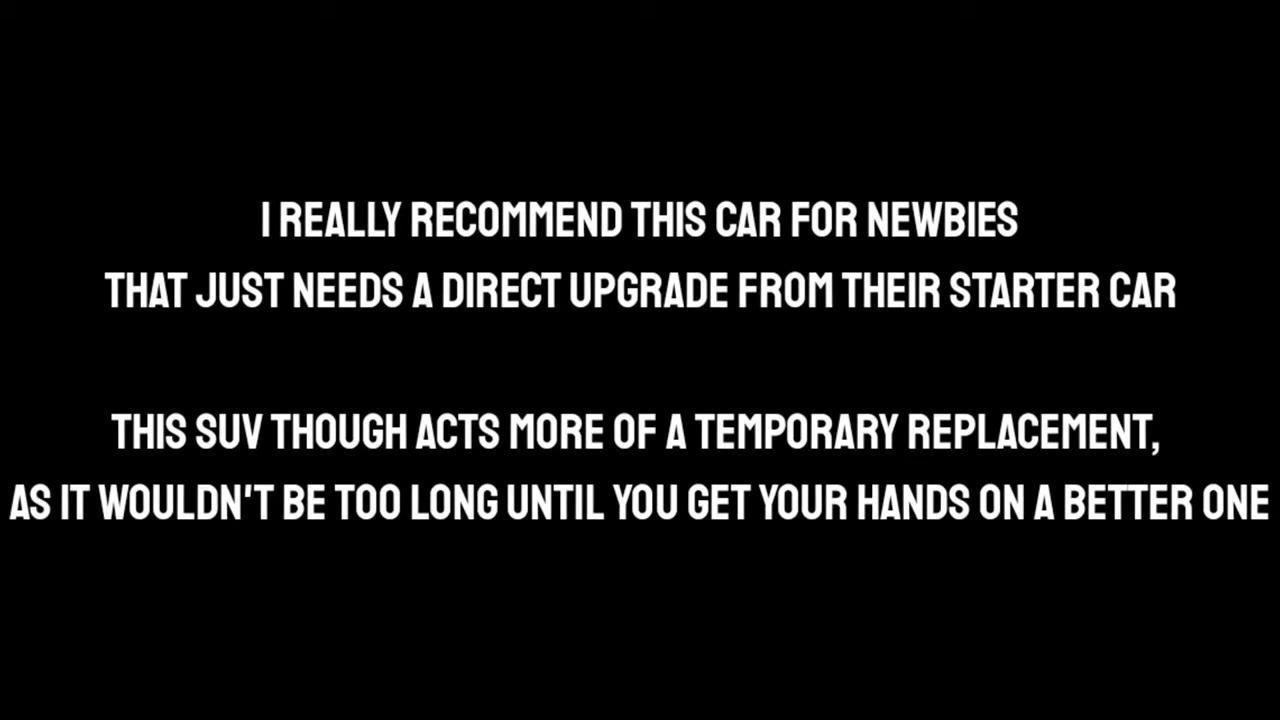 I REALLY RECOMMEND THIS CAR FOR NEWBIES
THAT JUST NEEDS A DIRECT UPGRADE FROM THEIR STARTER CAR
THIS SUV THOUGH ACTS MORE OF A TEMPORARY REPLACEMENT,
AS IT WOULDN'T BE TOO LONG UNTIL YOU GET YOUR HANDS ON A BETTER ONE